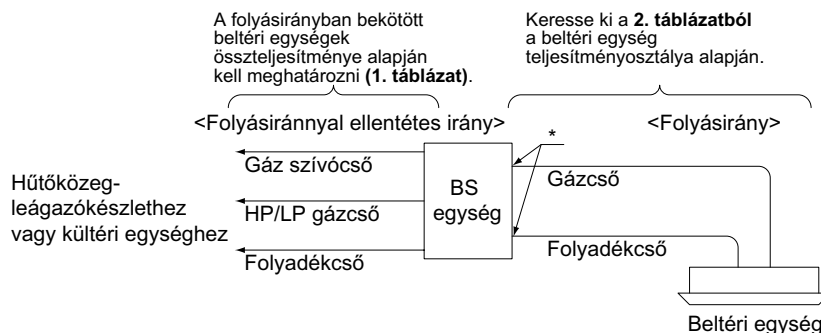 A folyásirányban bekötött
beltéri egységek
összteljesítménye alapján
kell meghatározni (1. táblázat).
Keresse ki a 2. táblázatból
a beltéri egység
teljesítményosztálya alapján.
<Folyásiránnyal ellentétes irány>
*
<Folyásirány>
Hűtőközeg-
leágazókészlethez
vagy kültéri egységhez
Gáz szívócső
HP/LP gázcső
Folyadékcső
BS
egység
Gázcső
Folyadékcső
Beltéri egység